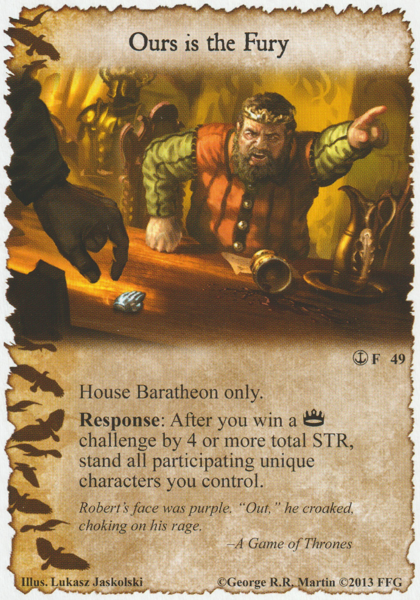 Ours is the Fury
F 49
House Baratheon only.
Response: After you win a
challenge by 4 or more total STR,
stand all participating unique
characters you control.
Robert's face was purple. “Out,” he croaked,
choking on his rage.
–A Game of Thrones
Illus. Lukasz Jaskolski ©George R.R. Martin ©2013 FFG